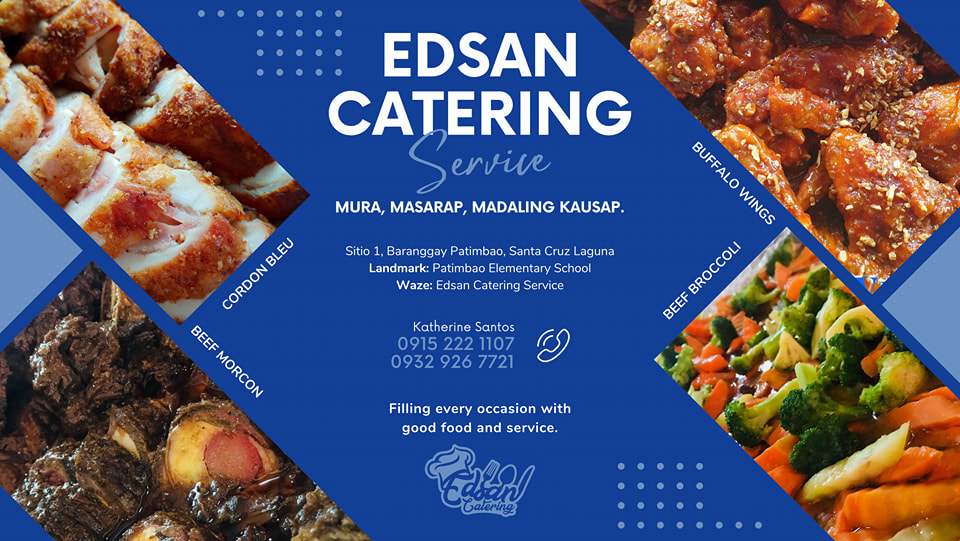 EDSAN
CATERING
Service
MURA, MASARAP, MADALING KAUSAP.
Sitio 1, Baranggay Patimbao, Santa Cruz Laguna
Landmark: Patimbao Elementary School
Waze: Edsan Catering Service
Katherine Santos
0915 222 1107
0932 926 7721
Filling every occasion with
good food and service.
Edsan
Catering
CORDON BLEU
BEEF MORCON
BUFFALO WINGS
BEEF BROCCOLI